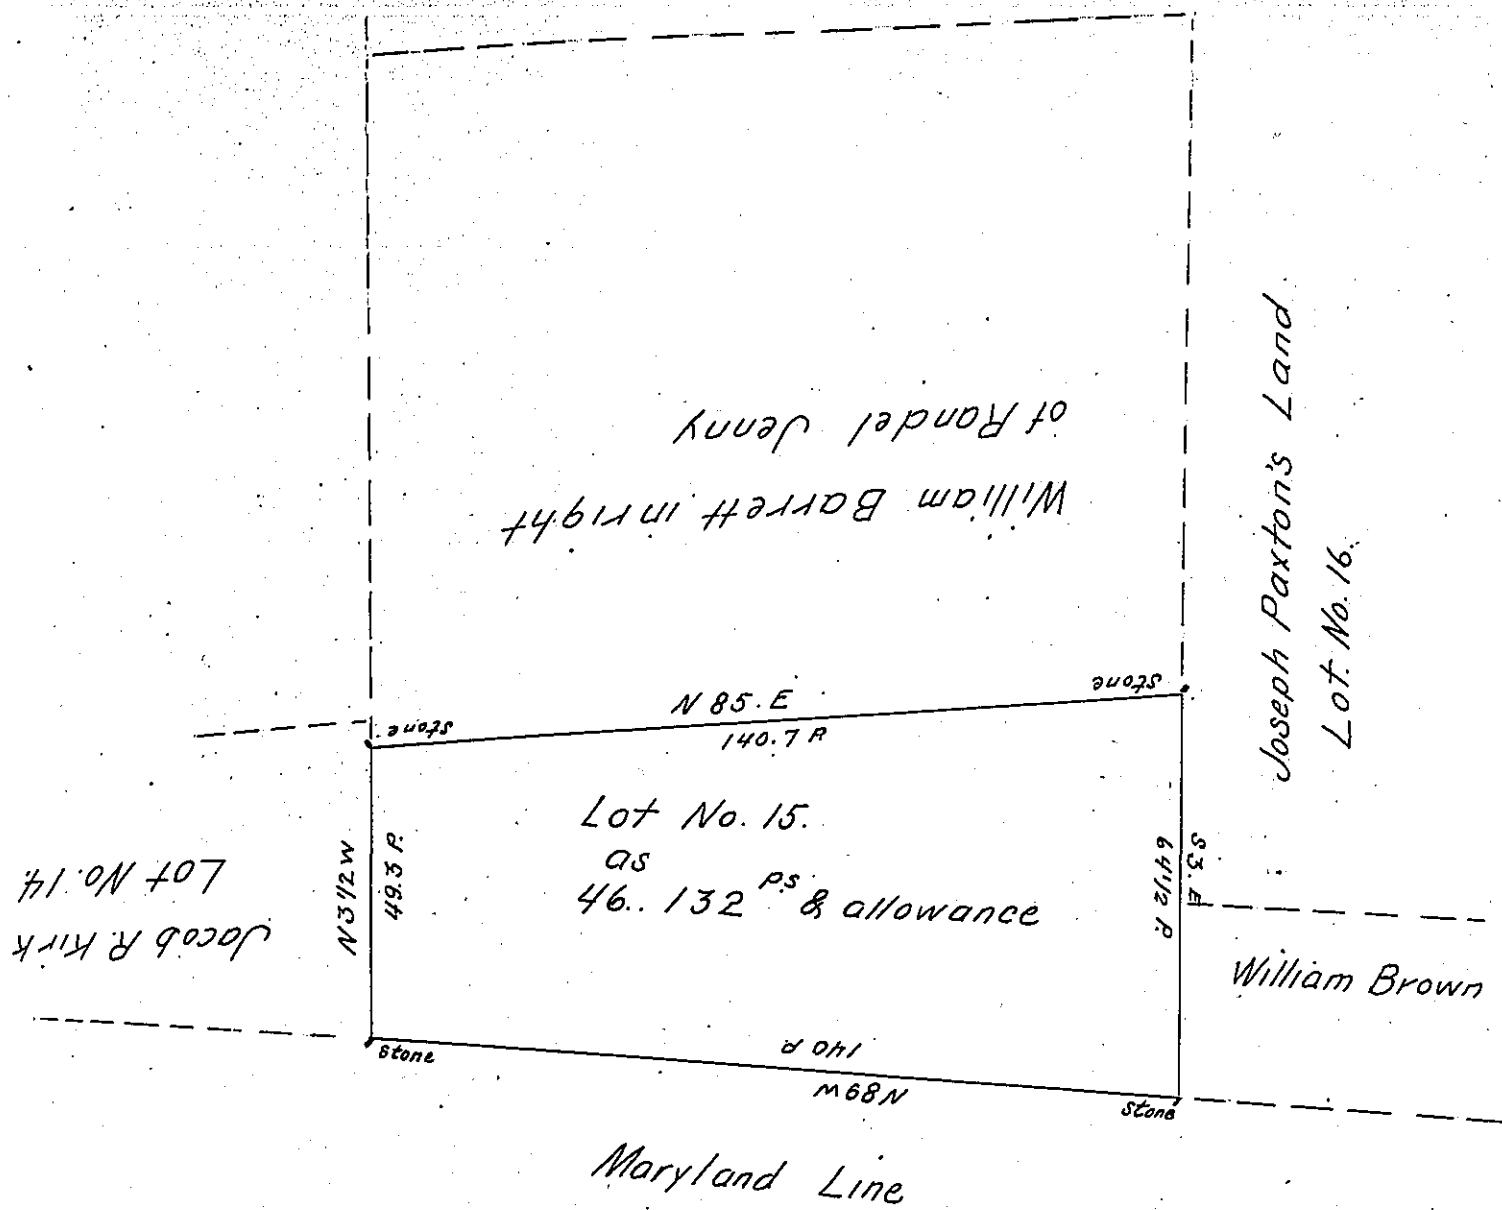 William Barrett in right
of Randel Jenny
Joseph Paxton's Land
Lot. No. 16.
stone
N 85. E
140.7 P
stone
Lot No. 15.
as
46.. 132 ps & allowance
N 3 1/2 W
49.3 P.
S 3. E
64 1/2 P.
Jacob R. Kirk
Lot No. 14
William Brown
stone
140 P
N 89 W
stone
Maryland Line